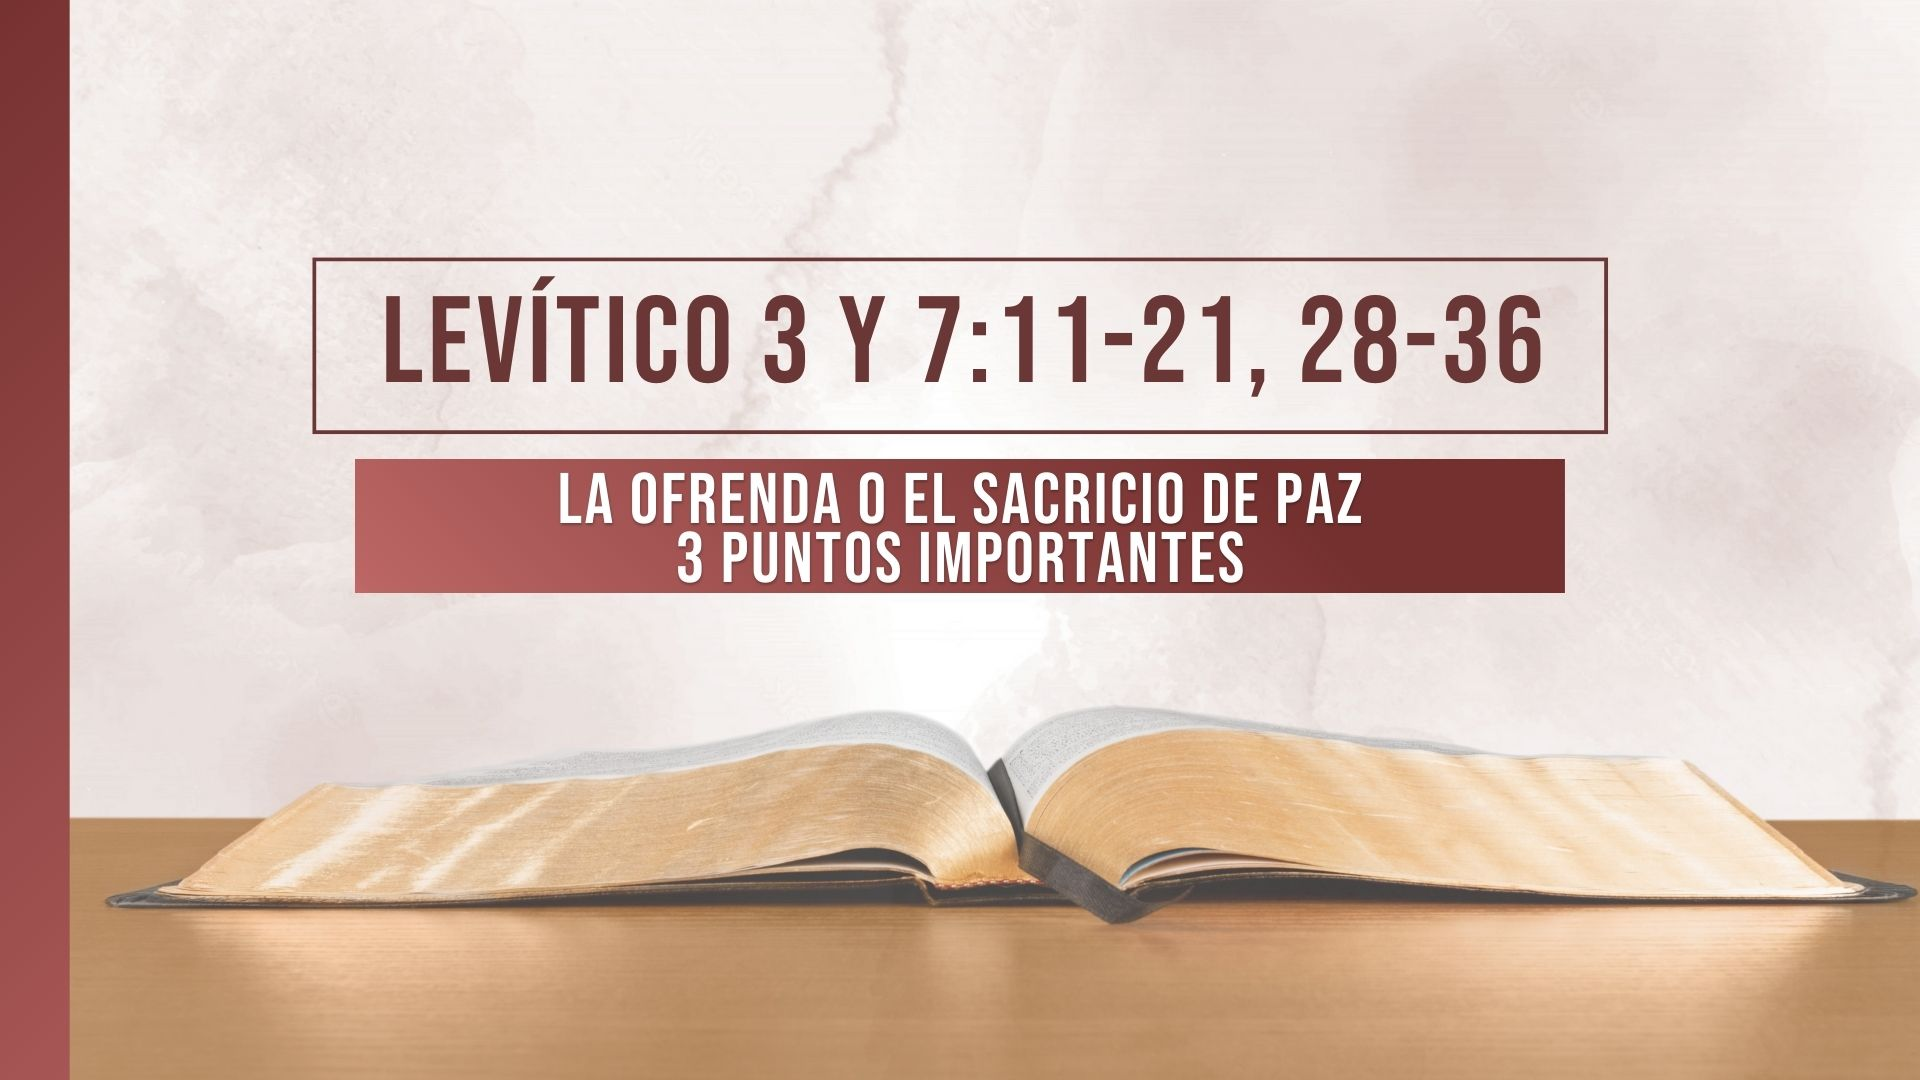 LEVÍTICO 3 Y 7:11-21, 28-36
LA OFRENDA O EL SACRICIO DE PAZ
3 PUNTOS IMPORTANTES